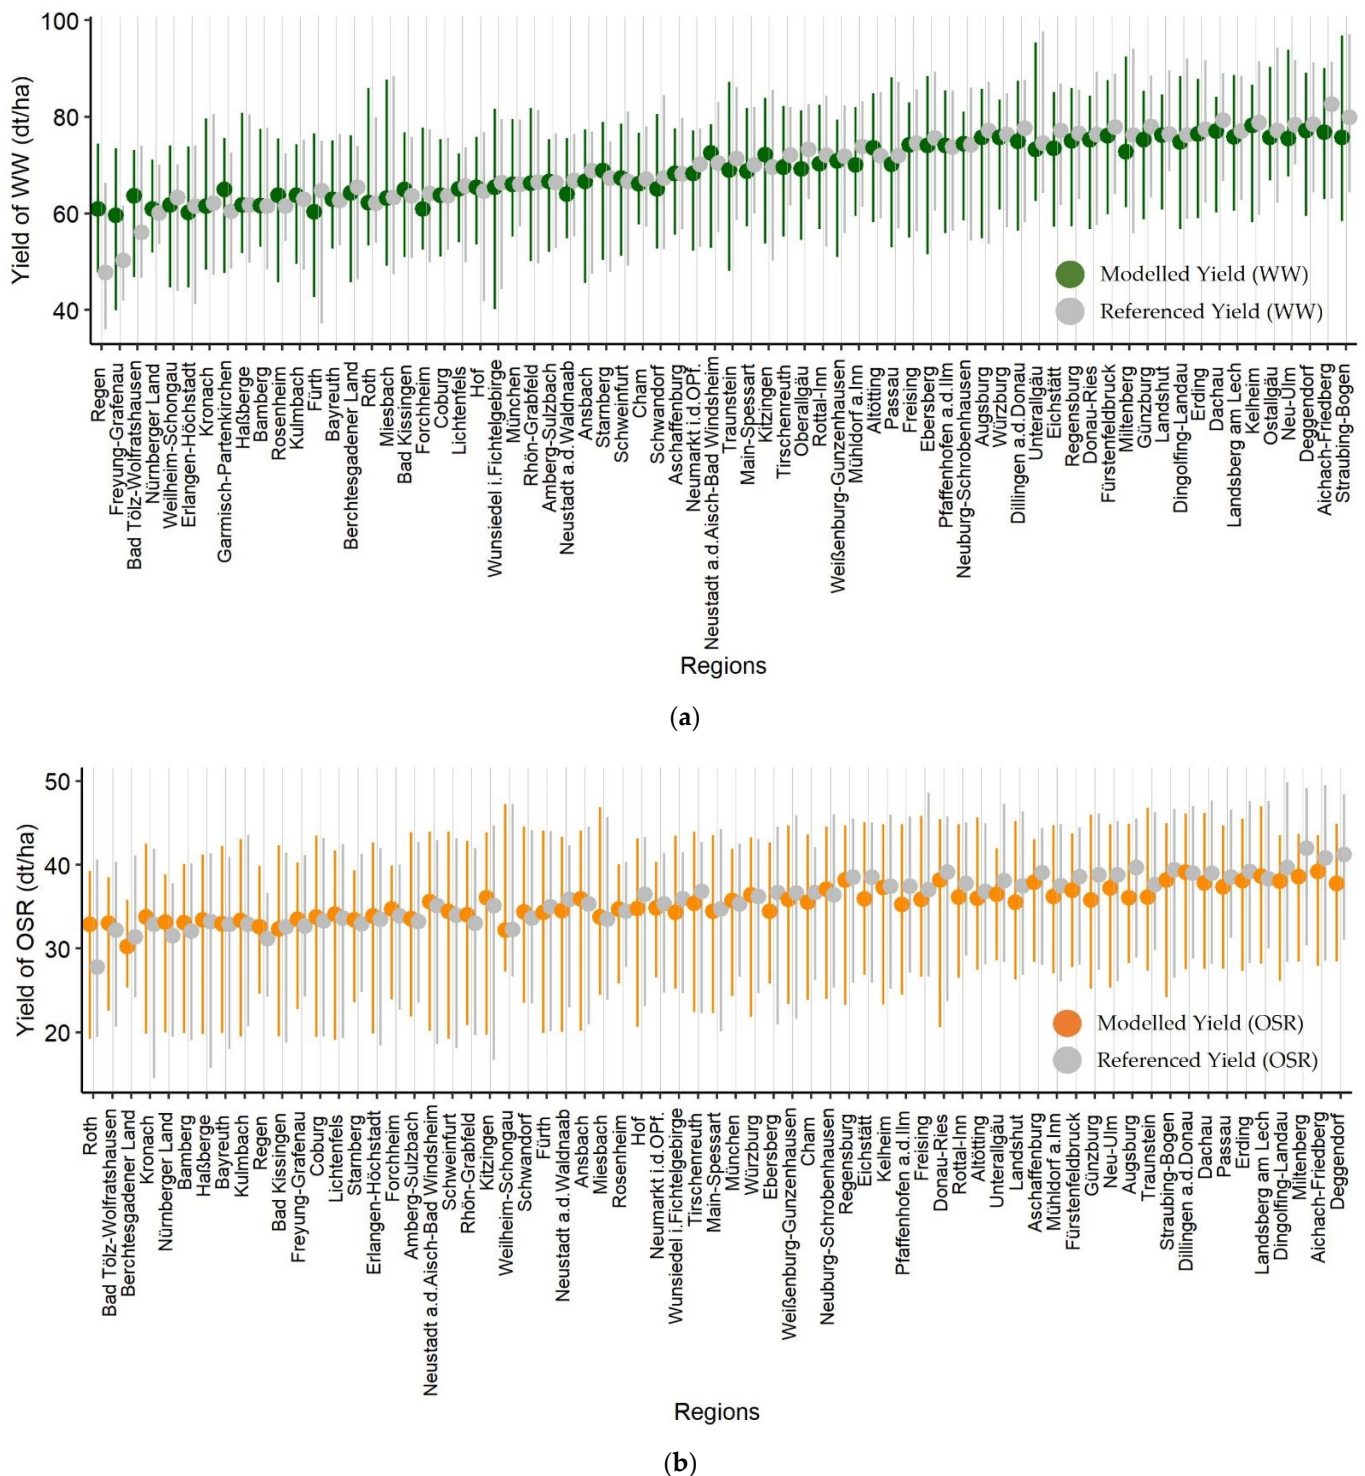 100
80
60
40
Yield of WW (dt/ha)
Modelled Yield (WW)
Referenced Yield (WW)
Regen
Freyung-Grafenau
Bad Tölz-Wolfratshausen
Nürnberger Land
Weilheim-Schongau
Erlangen-Höchstadt
Kronach
Garmisch-Partenkirchen
Haßberge
Bamberg
Rosenheim
Kulmbach
Fürth
Bayreuth
Berchtesgadener Land
Roth
Miesbach
Bad Kissingen
Forchheim
Coburg
Lichtenfels
Hof
Wunsiedel i.Fichtelgebirge
München
Rhön-Grabfeld
Amberg-Sulzbach
Neustadt a.d.Waldnaab
Ansbach
Starnberg
Schweinfurt
Cham
Schwandorf
Aschaffenburg
Neumarkt i.d.OPf.
Neustadt a.d.Aisch-Bad Windsheim
Traunstein
Main-Spessart
Kitzingen
Tirschenreuth
Oberallgäu
Rottal-Inn
Weißenburg-Gunzenhausen
Mühldorf a.Inn
Altötting
Passau
Freising
Ebersberg
Pfaffenhofen a.d.Ilm
Neuburg-Schrobenhausen
Augsburg
Würzburg
Dillingen a.d.Donau
Unterallgäu
Eichstätt
Regensburg
Donau-Ries
Fürstenfeldbruck
Miltenberg
Günzburg
Landshut
Dingolfing-Landau
Erding
Dachau
Landsberg am Lech
Kelheim
Ostallgäu
Neu-Ulm
Deggendorf
Aichach-Friedberg
Straubing-Bogen
Regions
(a)
50
40
30
20
Yield of OSR (dt/ha)
Modelled Yield (OSR)
Referenced Yield (OSR)
Roth
Bad Tölz-Wolfratshausen
Berchtesgadener Land
Kronach
Nürnberger Land
Bamberg
Haßberge
Bayreuth
Kulmbach
Regen
Bad Kissingen
Freyung-Grafenau
Coburg
Lichtenfels
Starnberg
Erlangen-Höchstadt
Forchheim
Amberg-Sulzbach
Neustadt a.d.Aisch-Bad Windsheim
Schweinfurt
Rhön-Grabfeld
Kitzingen
Weilheim-Schongau
Schwandorf
Fürth
Neustadt a.d.Waldnaab
Ansbach
Miesbach
Rosenheim
Hof
Neumarkt i.d.OPf.
Wunsiedel i.Fichtelgebirge
Tirschenreuth
Main-Spessart
München
Würzburg
Ebersberg
Weißenburg-Gunzenhausen
Cham
Neuburg-Schrobenhausen
Regensburg
Eichstätt
Kelheim
Pfaffenhofen a.d.Ilm
Freising
Donau-Ries
Rottal-Inn
Altötting
Unterallgäu
Landshut
Aschaffenburg
Mühldorf a.Inn
Fürstenfeldbruck
Günzburg
Neu-Ulm
Augsburg
Traunstein
Straubing-Bogen
Dillingen a.d.Donau
Dachau
Passau
Erding
Landsberg am Lech
Dingolfing-Landau
Miltenberg
Aichach-Friedberg
Deggendorf
Regions
(b)